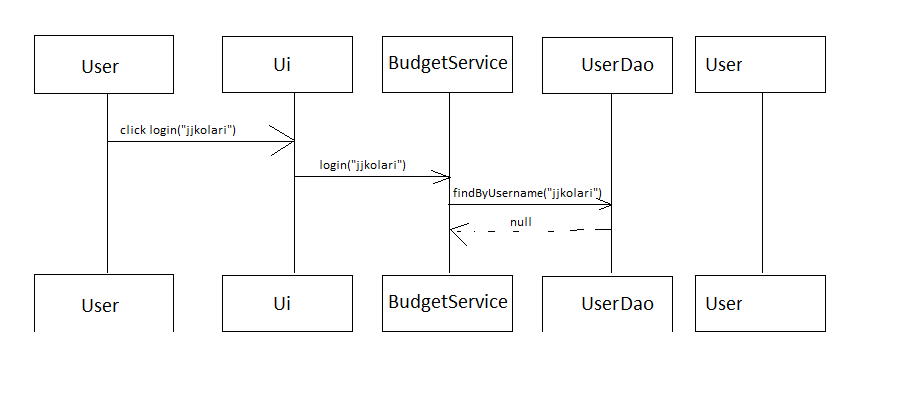 User
Ui
BudgetService
UserDao
User
click login("jjkolari")
login("jjkolari")
findByUsername("jjkolari")
null
User
Ui
BudgetService
UserDao
User